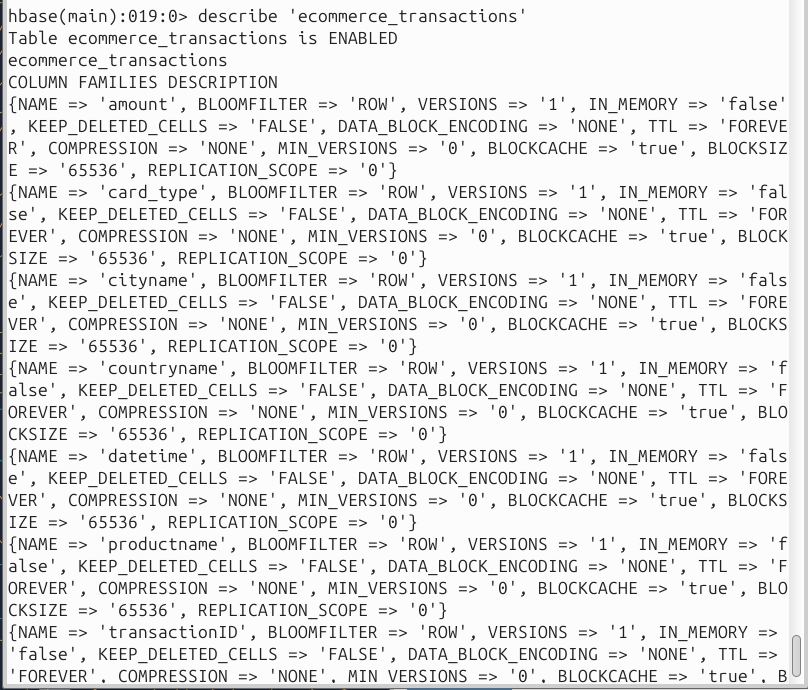 hbase(main):019:0> describe 'ecommerce_transactions'
Table ecommerce_transactions is ENABLED
ecommerce_transactions
COLUMN FAMILIES DESCRIPTION
{NAME => 'amount', BLOOMFILTER => 'ROW', VERSIONS => '1', IN_MEMORY => 'false'
, KEEP_DELETED_CELLS => 'FALSE', DATA_BLOCK_ENCODING => 'NONE', TTL => 'FOREVE
R', COMPRESSION => 'NONE', MIN_VERSIONS => '0', BLOCKCACHE => 'true', BLOCKSIZ
E => '65536', REPLICATION_SCOPE => '0'}
{NAME => 'card_type', BLOOMFILTER => 'ROW', VERSIONS => '1', IN_MEMORY => 'fal
se', KEEP_DELETED_CELLS => 'FALSE', DATA_BLOCK_ENCODING => 'NONE', TTL => 'FOR
EVER', COMPRESSION => 'NONE', MIN_VERSIONS => '0', BLOCKCACHE => 'true', BLOCK
SIZE => '65536', REPLICATION_SCOPE => '0'}
{NAME => 'cityname', BLOOMFILTER => 'ROW', VERSIONS => '1', IN_MEMORY => 'fals
e', KEEP_DELETED_CELLS => 'FALSE', DATA_BLOCK_ENCODING => 'NONE', TTL => 'FORE
VER', COMPRESSION => 'NONE', MIN_VERSIONS => '0', BLOCKCACHE => 'true', BLOCKS
IZE => '65536', REPLICATION_SCOPE => '0'}
{NAME => 'countryname', BLOOMFILTER => 'ROW', VERSIONS => '1', IN_MEMORY => 'f
alse', KEEP_DELETED_CELLS => 'FALSE', DATA_BLOCK_ENCODING => 'NONE', TTL => 'F
OREVER', COMPRESSION => 'NONE', MIN_VERSIONS => '0', BLOCKCACHE => 'true', BLO
CKSIZE => '65536', REPLICATION_SCOPE => '0'}
{NAME => 'datetime', BLOOMFILTER => 'ROW', VERSIONS => '1', IN_MEMORY => 'fals
e', KEEP_DELETED_CELLS => 'FALSE', DATA_BLOCK_ENCODING => 'NONE', TTL => 'FORE
VER', COMPRESSION => 'NONE', MIN_VERSIONS => '0', BLOCKCACHE => 'true', BLOCKS
IZE => '65536', REPLICATION_SCOPE => '0'}
{NAME => 'productname', BLOOMFILTER => 'ROW', VERSIONS => '1', IN_MEMORY => 'f
alse', KEEP_DELETED_CELLS => 'FALSE', DATA_BLOCK_ENCODING => 'NONE', TTL => 'F
OREVER', COMPRESSION => 'NONE', MIN_VERSIONS => '0', BLOCKCACHE => 'true', BLO
CKSIZE => '65536', REPLICATION_SCOPE => '0'}
{NAME => 'transactionID', BLOOMFILTER => 'ROW', VERSIONS => '1', IN_MEMORY =>
'false', KEEP_DELETED_CELLS => 'FALSE', DATA_BLOCK_ENCODING => 'NONE', TTL =>
'FOREVER', COMPRESSION => 'NONE', MIN_VERSIONS => '0', BLOCKCACHE => 'true', B